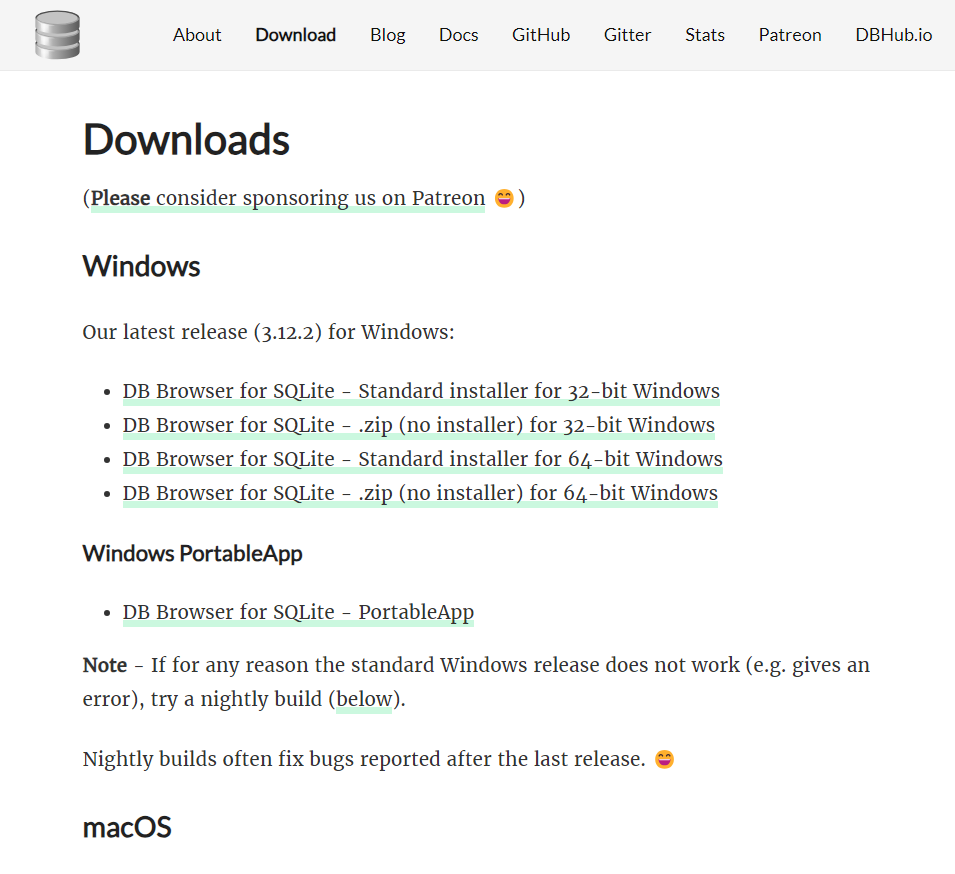 About Download Blog Docs GitHub Gitter Stats Patreon DBHub.io
Downloads
(Please consider sponsoring us on Patreon 😄 )
Windows
Our latest release (3.12.2) for Windows:
• DB Browser for SQLite - Standard installer for 32-bit Windows
• DB Browser for SQLite - .zip (no installer) for 32-bit Windows
• DB Browser for SQLite - Standard installer for 64-bit Windows
• DB Browser for SQLite - .zip (no installer) for 64-bit Windows
Windows PortableApp
• DB Browser for SQLite - PortableApp
Note - If for any reason the standard Windows release does not work (e.g. gives an
error), try a nightly build (below).
Nightly builds often fix bugs reported after the last release. 😄
macOS